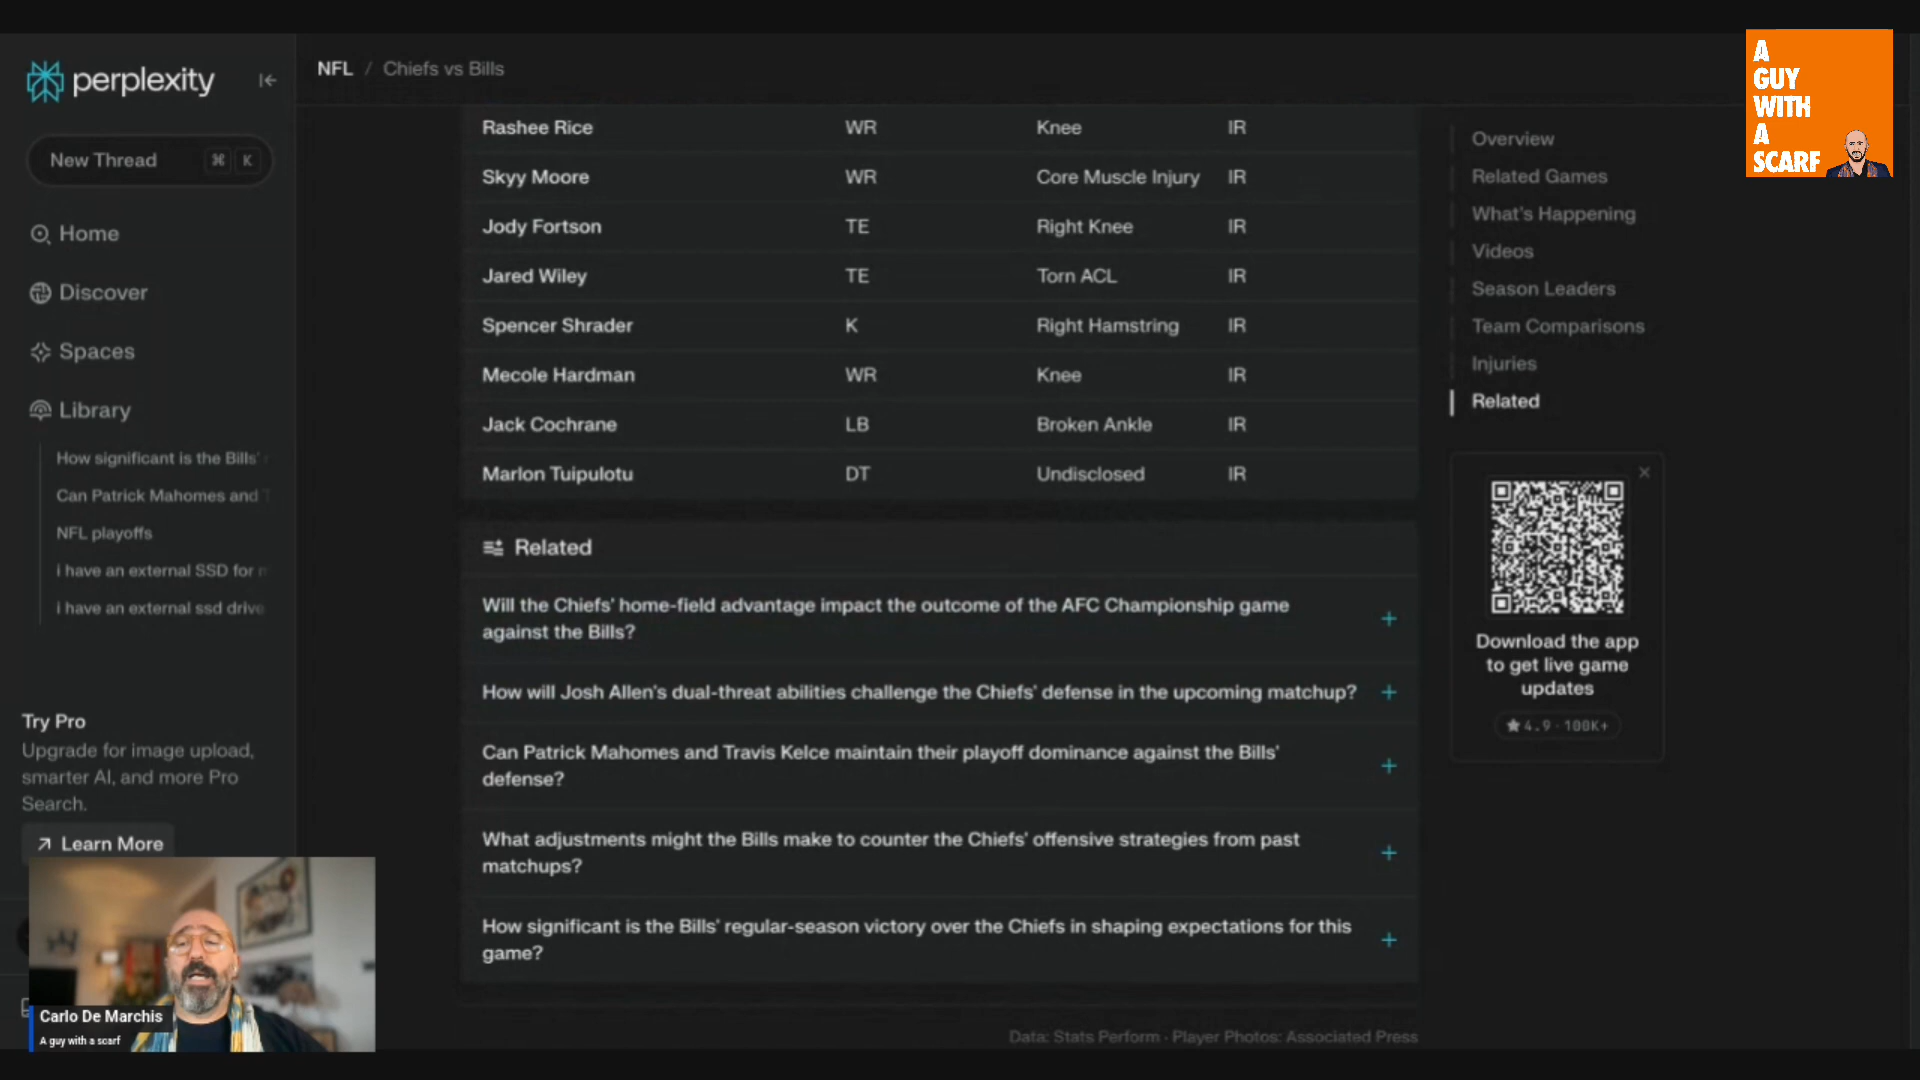 perplexity
New Thread ⌘ K
Home
Discover
Spaces
Library
How significant is the Bills'
Can Patrick Mahomes and
NFL playoffs
i have an external SSD for
i have an external ssd drive
Try Pro
Upgrade for image upload,
smarter AI, and more Pro
Search.
Learn More
Carlo De Marchis
A guy with a scarf
NFL / Chiefs vs Bills
Rashee Rice WR Knee IR
Skyy Moore WR Core Muscle Injury IR
Jody Fortson TE Right Knee IR
Jared Wiley TE Torn ACL IR
Spencer Shrader K Right Hamstring IR
Mecole Hardman WR Knee IR
Jack Cochrane LB Broken Ankle IR
Marlon Tuipulotu DT Undisclosed IR
Related
Will the Chiefs' home-field advantage impact the outcome of the AFC Championship game
against the Bills?
How will Josh Allen's dual-threat abilities challenge the Chiefs' defense in the upcoming matchup?
Can Patrick Mahomes and Travis Kelce maintain their playoff dominance against the Bills'
defense?
What adjustments might the Bills make to counter the Chiefs' offensive strategies from past
matchups?
How significant is the Bills' regular-season victory over the Chiefs in shaping expectations for this
game?
Data: Stats Perform · Player Photos: Associated Press
Overview
Related Games
What's Happening
Videos
Season Leaders
Team Comparisons
Injuries
Related
Download the app
to get live game
updates
★ 4.9 · 100K+
A
GUY
WITH
A
SCARF